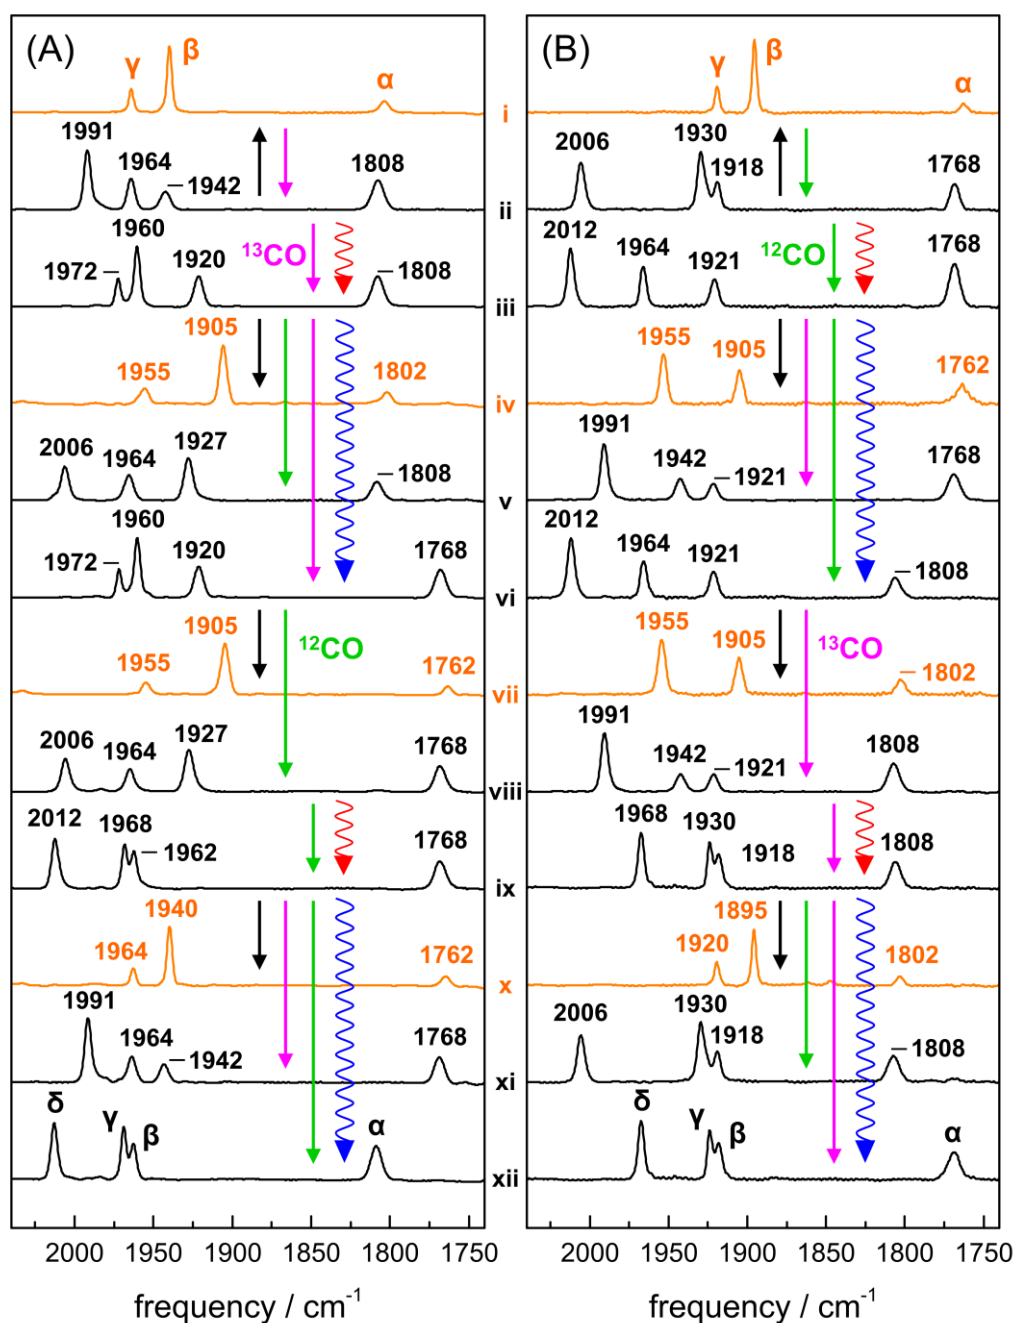 (A)
γ
β
α
1991
1964
1942
1808
1960
1972
¹³CO
1920
1808
1905
1955
1802
2006
1964
1927
1808
1960
1972
1920
1768
1905
¹²CO
1955
1762
2006
1964
1927
1768
2012
1968
1962
1768
1940
1964
1762
1991
1964
1942
1768
δ
γ
β
α
2000
1950
1900
1850
1800
1750
frequency / cm⁻¹
i
ii
iii
iv
v
vi
vii
viii
ix
x
xi
xii
(B)
γ
β
α
2006
1930
1918
1768
2012
1964
¹²CO
1921
1768
1955
1905
1762
1991
1942
1921
1768
2012
1964
1921
1808
1955
1905
¹³CO
1802
1991
1942
1921
1808
1968
1930
1918
1808
1895
1920
1802
2006
1930
1918
1808
δ
γ
β
α
2000
1950
1900
1850
1800
1750
frequency / cm⁻¹